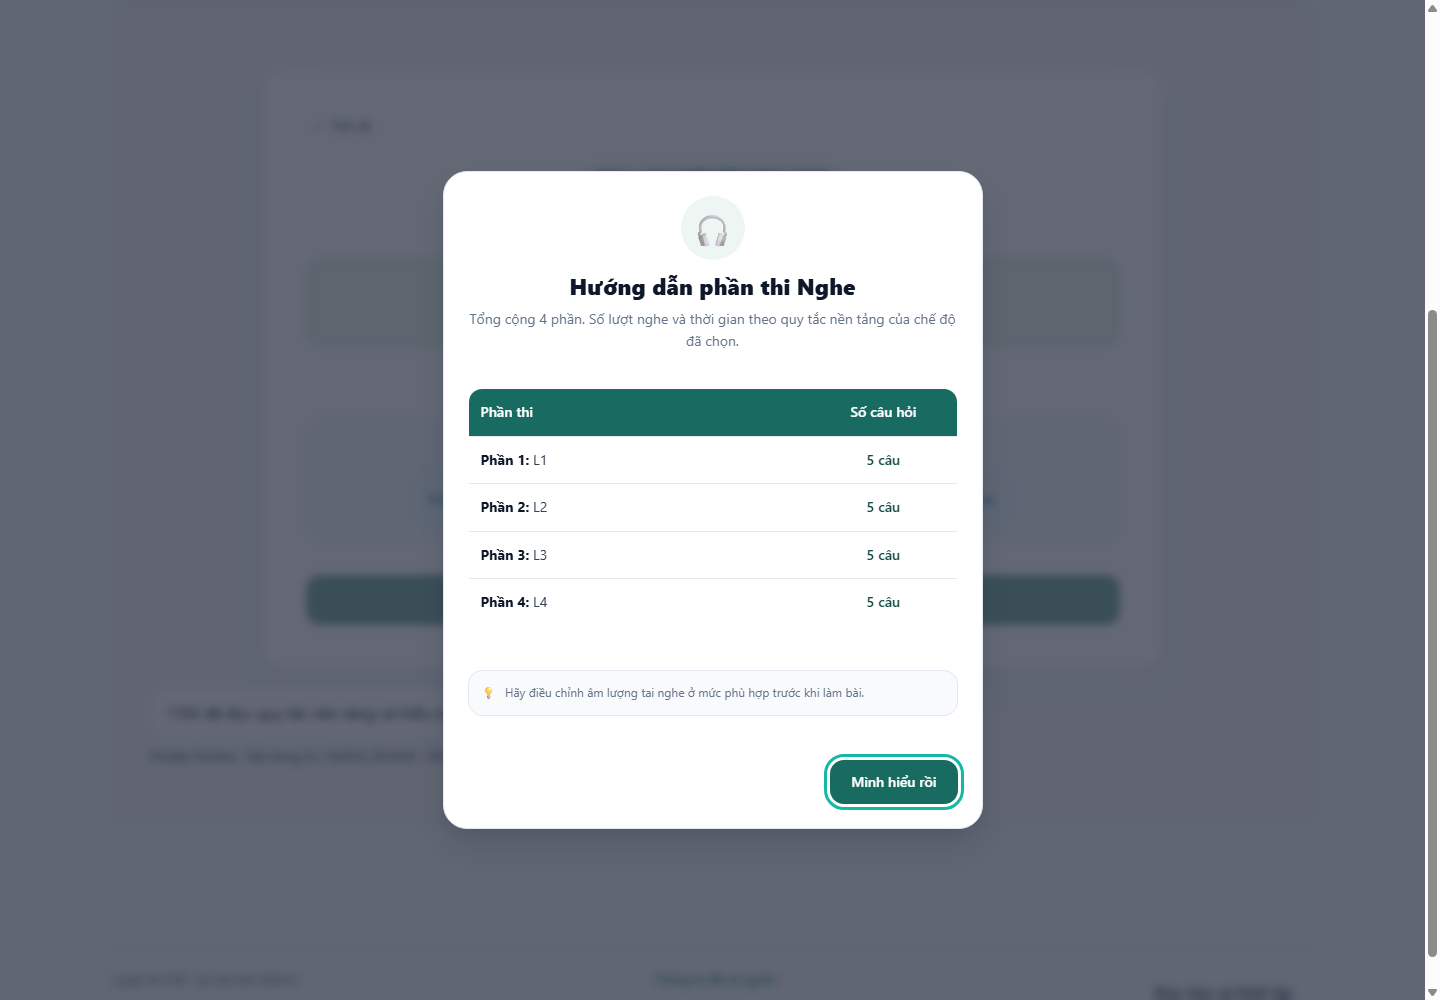 Hướng dẫn phần thi Nghe
Tổng cộng 4 phần. Số lượt nghe và thời gian theo quy tắc nền tảng của chế độ
đã chọn.
Phần thi Số câu hỏi
Phần 1: L1 5 câu
Phần 2: L2 5 câu
Phần 3: L3 5 câu
Phần 4: L4 5 câu
Hãy điều chỉnh âm lượng tai nghe ở mức phù hợp trước khi làm bài.
Mình hiểu rồi